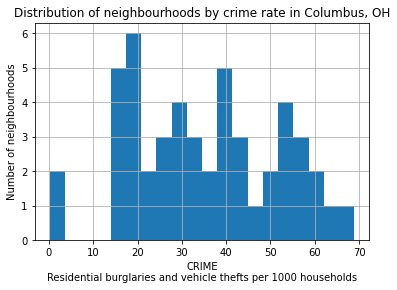 Distribution of neighbourhoods by crime rate in Columbus, OH
Number of neighbourhoods
6
5
4
3
2
1
0
0 10 20 30 40 50 60 70
CRIME
Residential burglaries and vehicle thefts per 1000 households